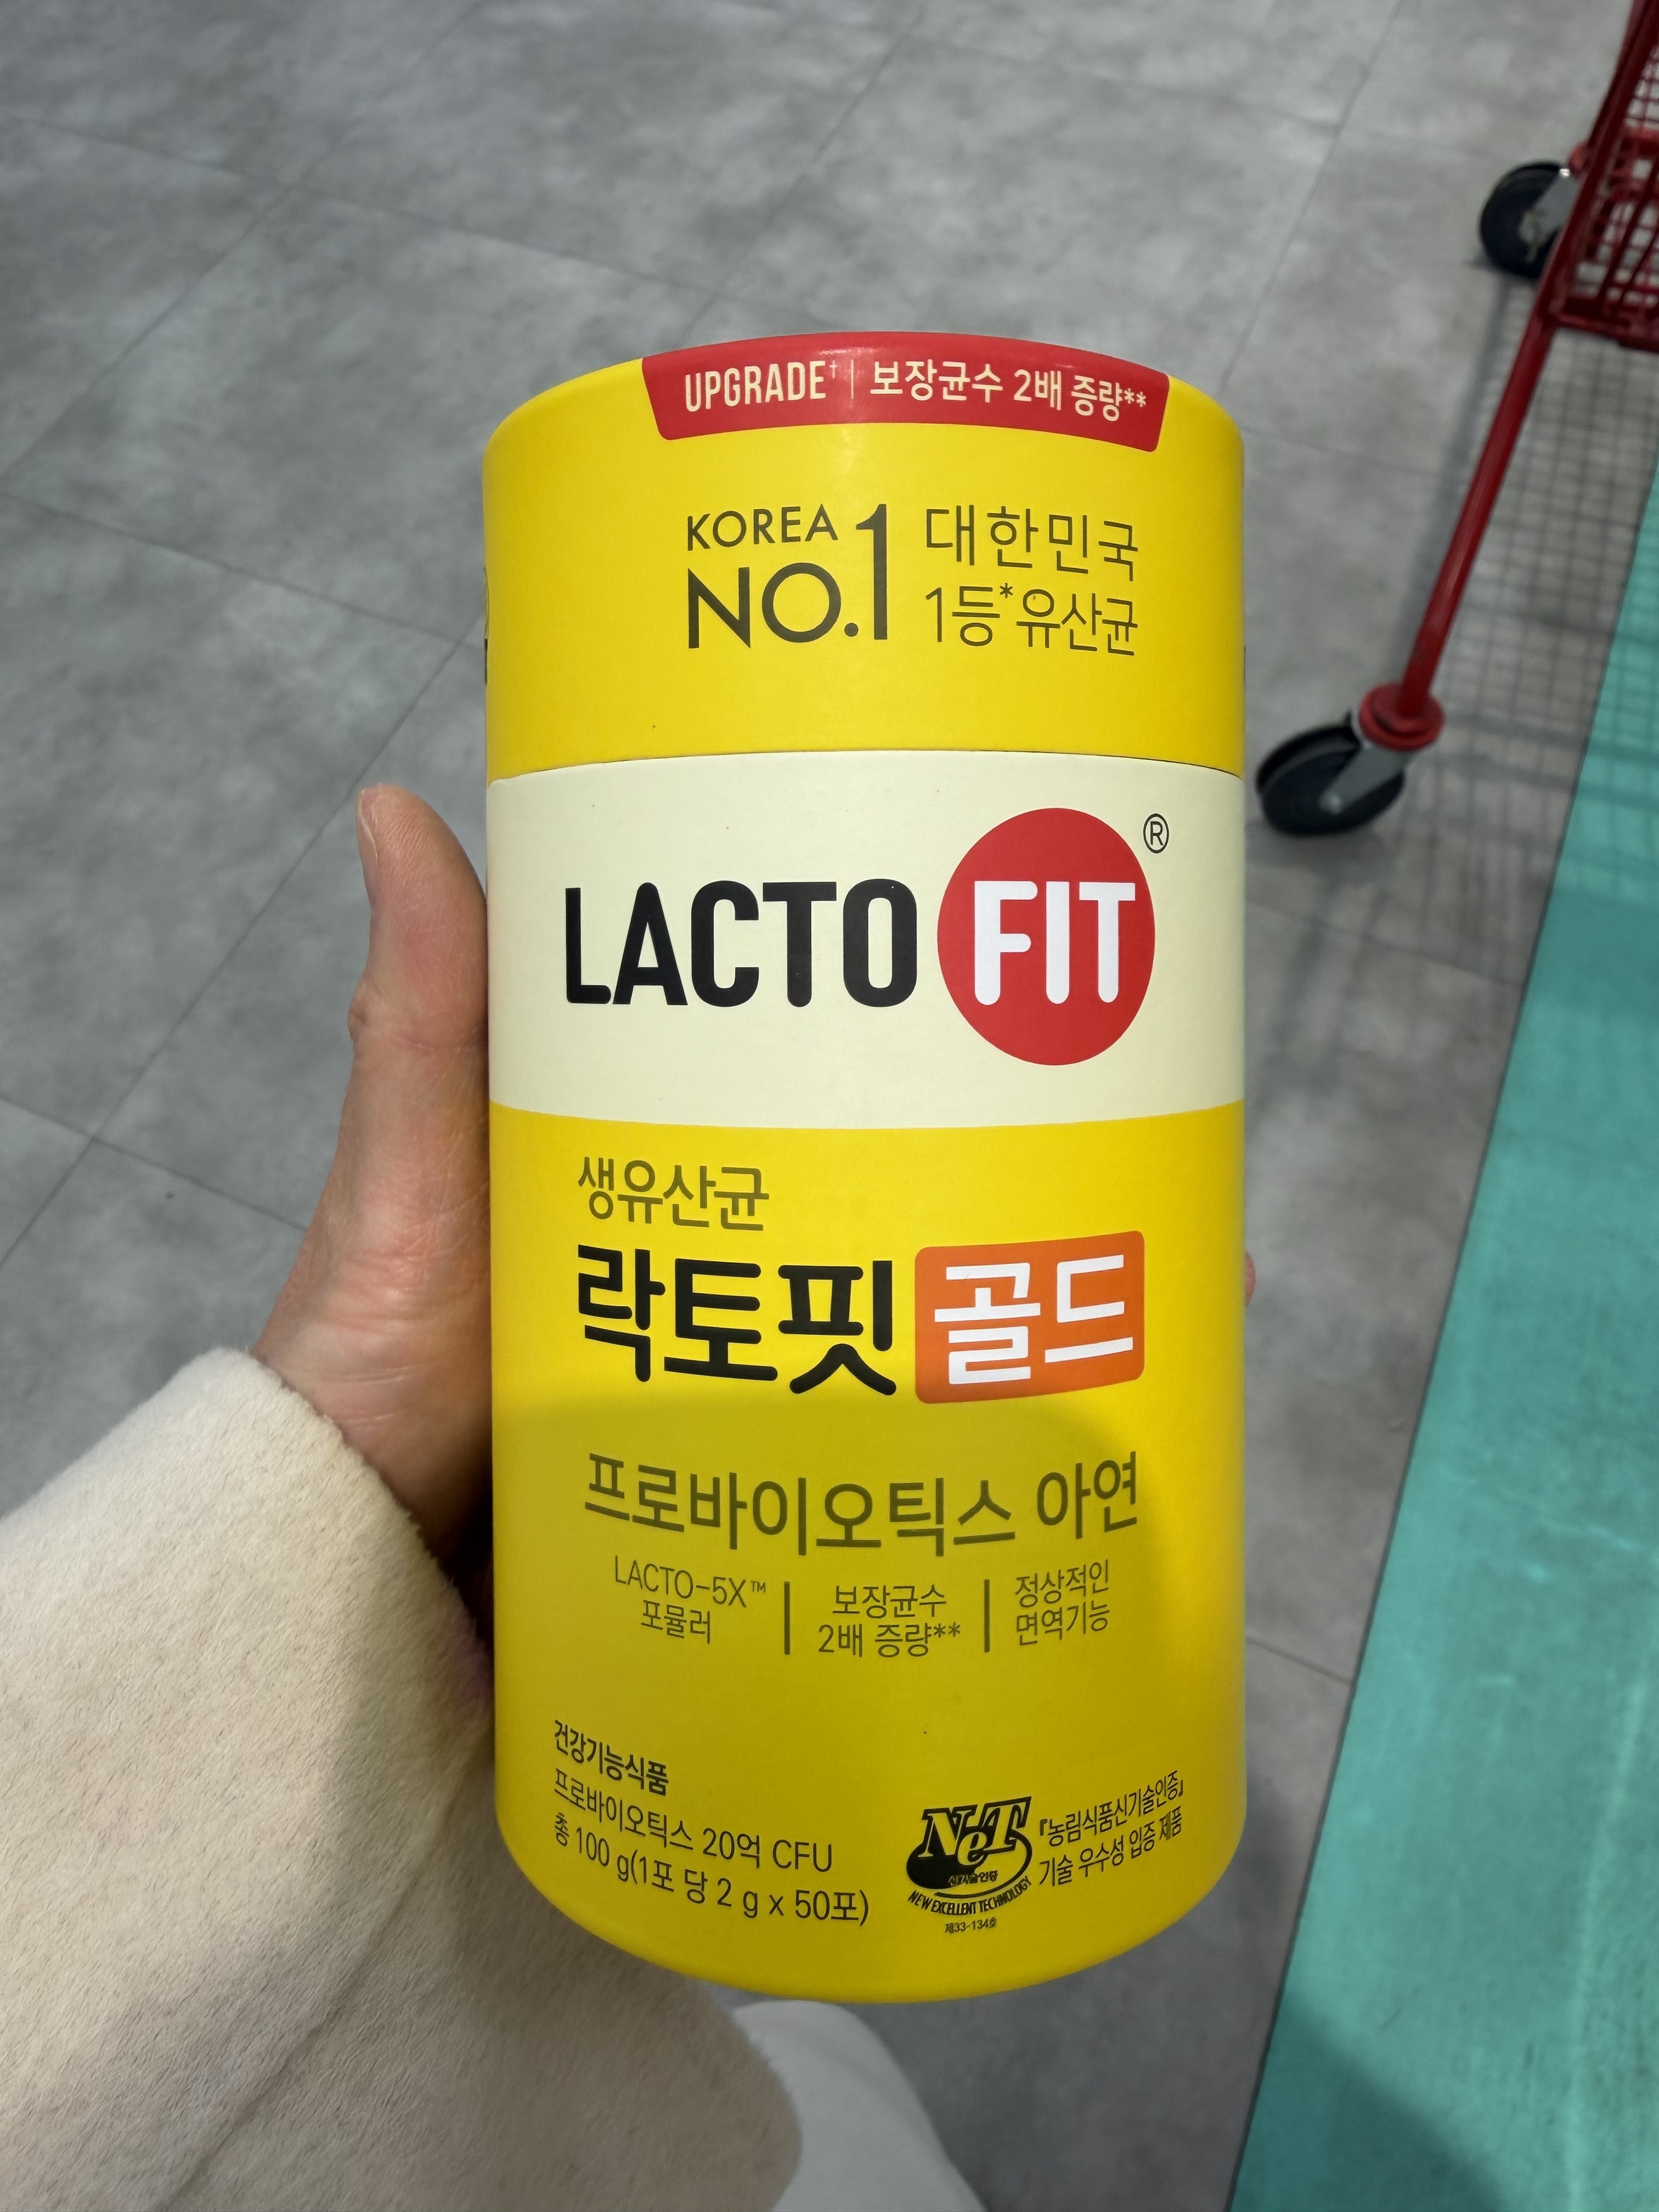 UPGRADE† | 보장균수 2배 증량**
KOREA
NO.1
대한민국
1등*유산균
LACTO FIT®
생유산균
락토핏 골드
프로바이오틱스 아연
LACTO-5X™
포뮬러
보장균수
2배 증량**
정상적인
면역기능
건강기능식품
프로바이오틱스 20억 CFU
총 100 g(1포 당 2 g x 50포)
NeT
신기술인증
NEW EXCELLENT TECHNOLOGY
제33-134호
『농림식품신기술인증』
기술 우수성 입증 제품